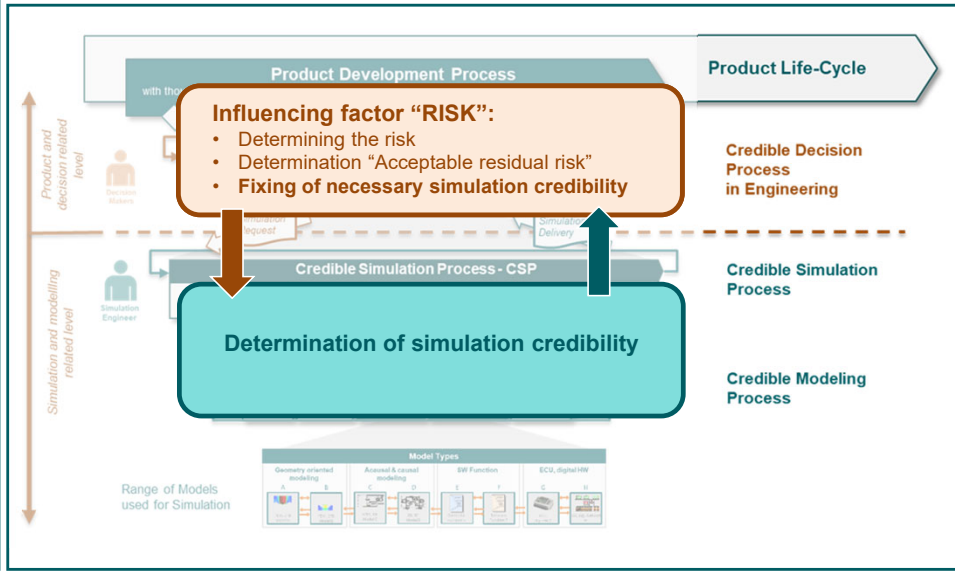 Product Development Process
with tho
Product Life-Cycle
Influencing factor “RISK”:
• Determining the risk
• Determination “Acceptable residual risk”
• Fixing of necessary simulation credibility
Product and
decision related
level
Decision
Makers
Credible Decision
Process
in Engineering
Simulation
Request
Simulation
Delivery
Credible Simulation Process - CSP
Simulation
Engineer
Simulation and modelling
related level
Credible Simulation
Process
Determination of simulation credibility
Credible Modeling
Process
Model Types
Geometry oriented
modeling
Acausal & causal
modeling
SW Function
ECU, digital HW
A B C D E F G H
Range of Models
used for Simulation